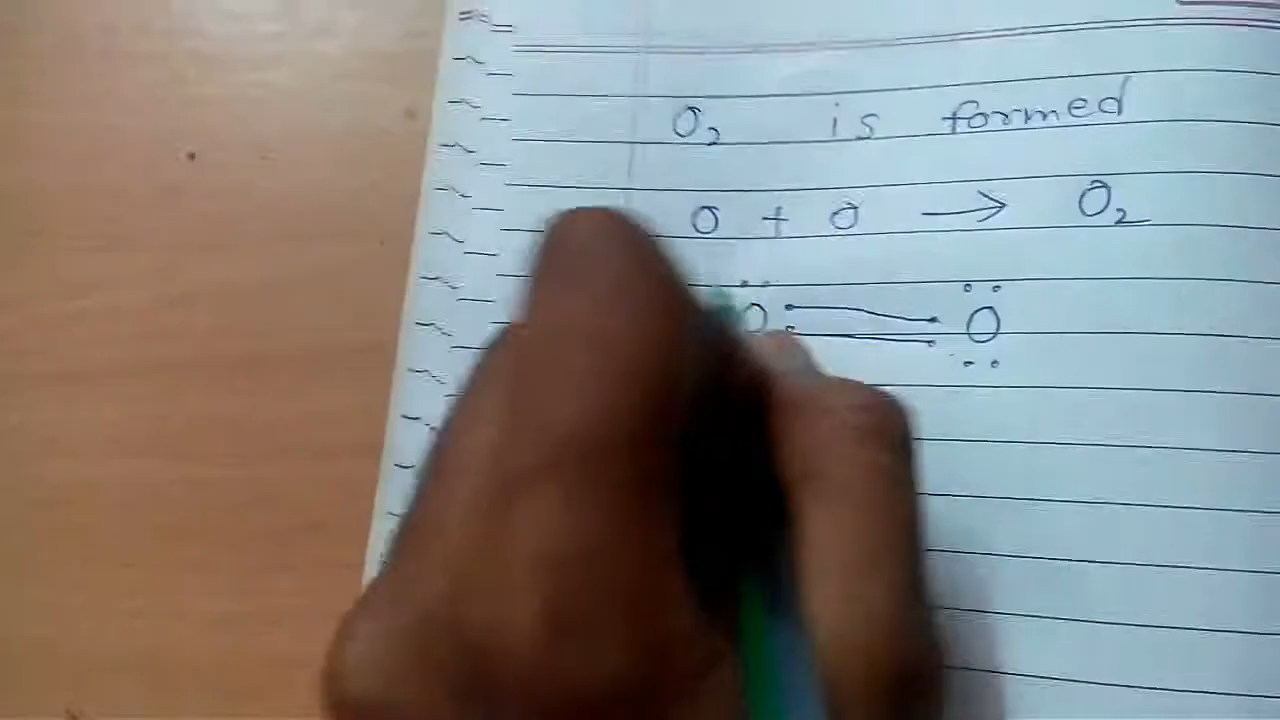 O₂ is formed
O + O → O₂
O O